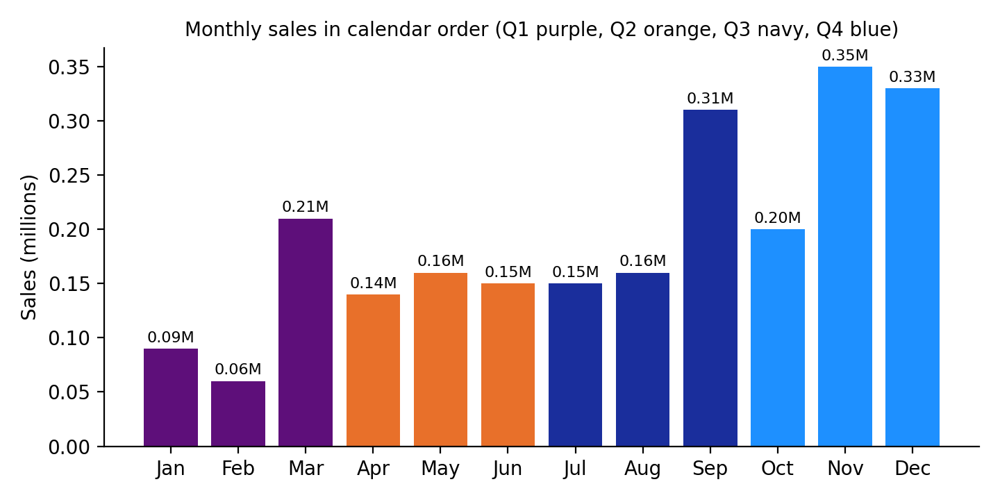 Monthly sales in calendar order (Q1 purple, Q2 orange, Q3 navy, Q4 blue)
Sales (millions)
0.35
0.30
0.25
0.20
0.15
0.10
0.05
0.00
0.09M
0.06M
0.21M
0.14M
0.16M
0.15M
0.15M
0.16M
0.31M
0.20M
0.35M
0.33M
Jan Feb Mar Apr May Jun Jul Aug Sep Oct Nov Dec